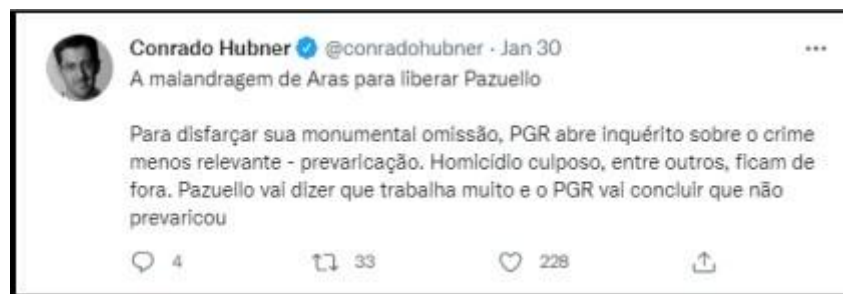 Conrado Hubner @conradohubner · Jan 30
A malandragem de Aras para liberar Pazuello
Para disfarçar sua monumental omissão, PGR abre inquérito sobre o crime
menos relevante - prevaricação. Homicídio culposo, entre outros, ficam de
fora. Pazuello vai dizer que trabalha muito e o PGR vai concluir que não
prevaricou
4 33 228